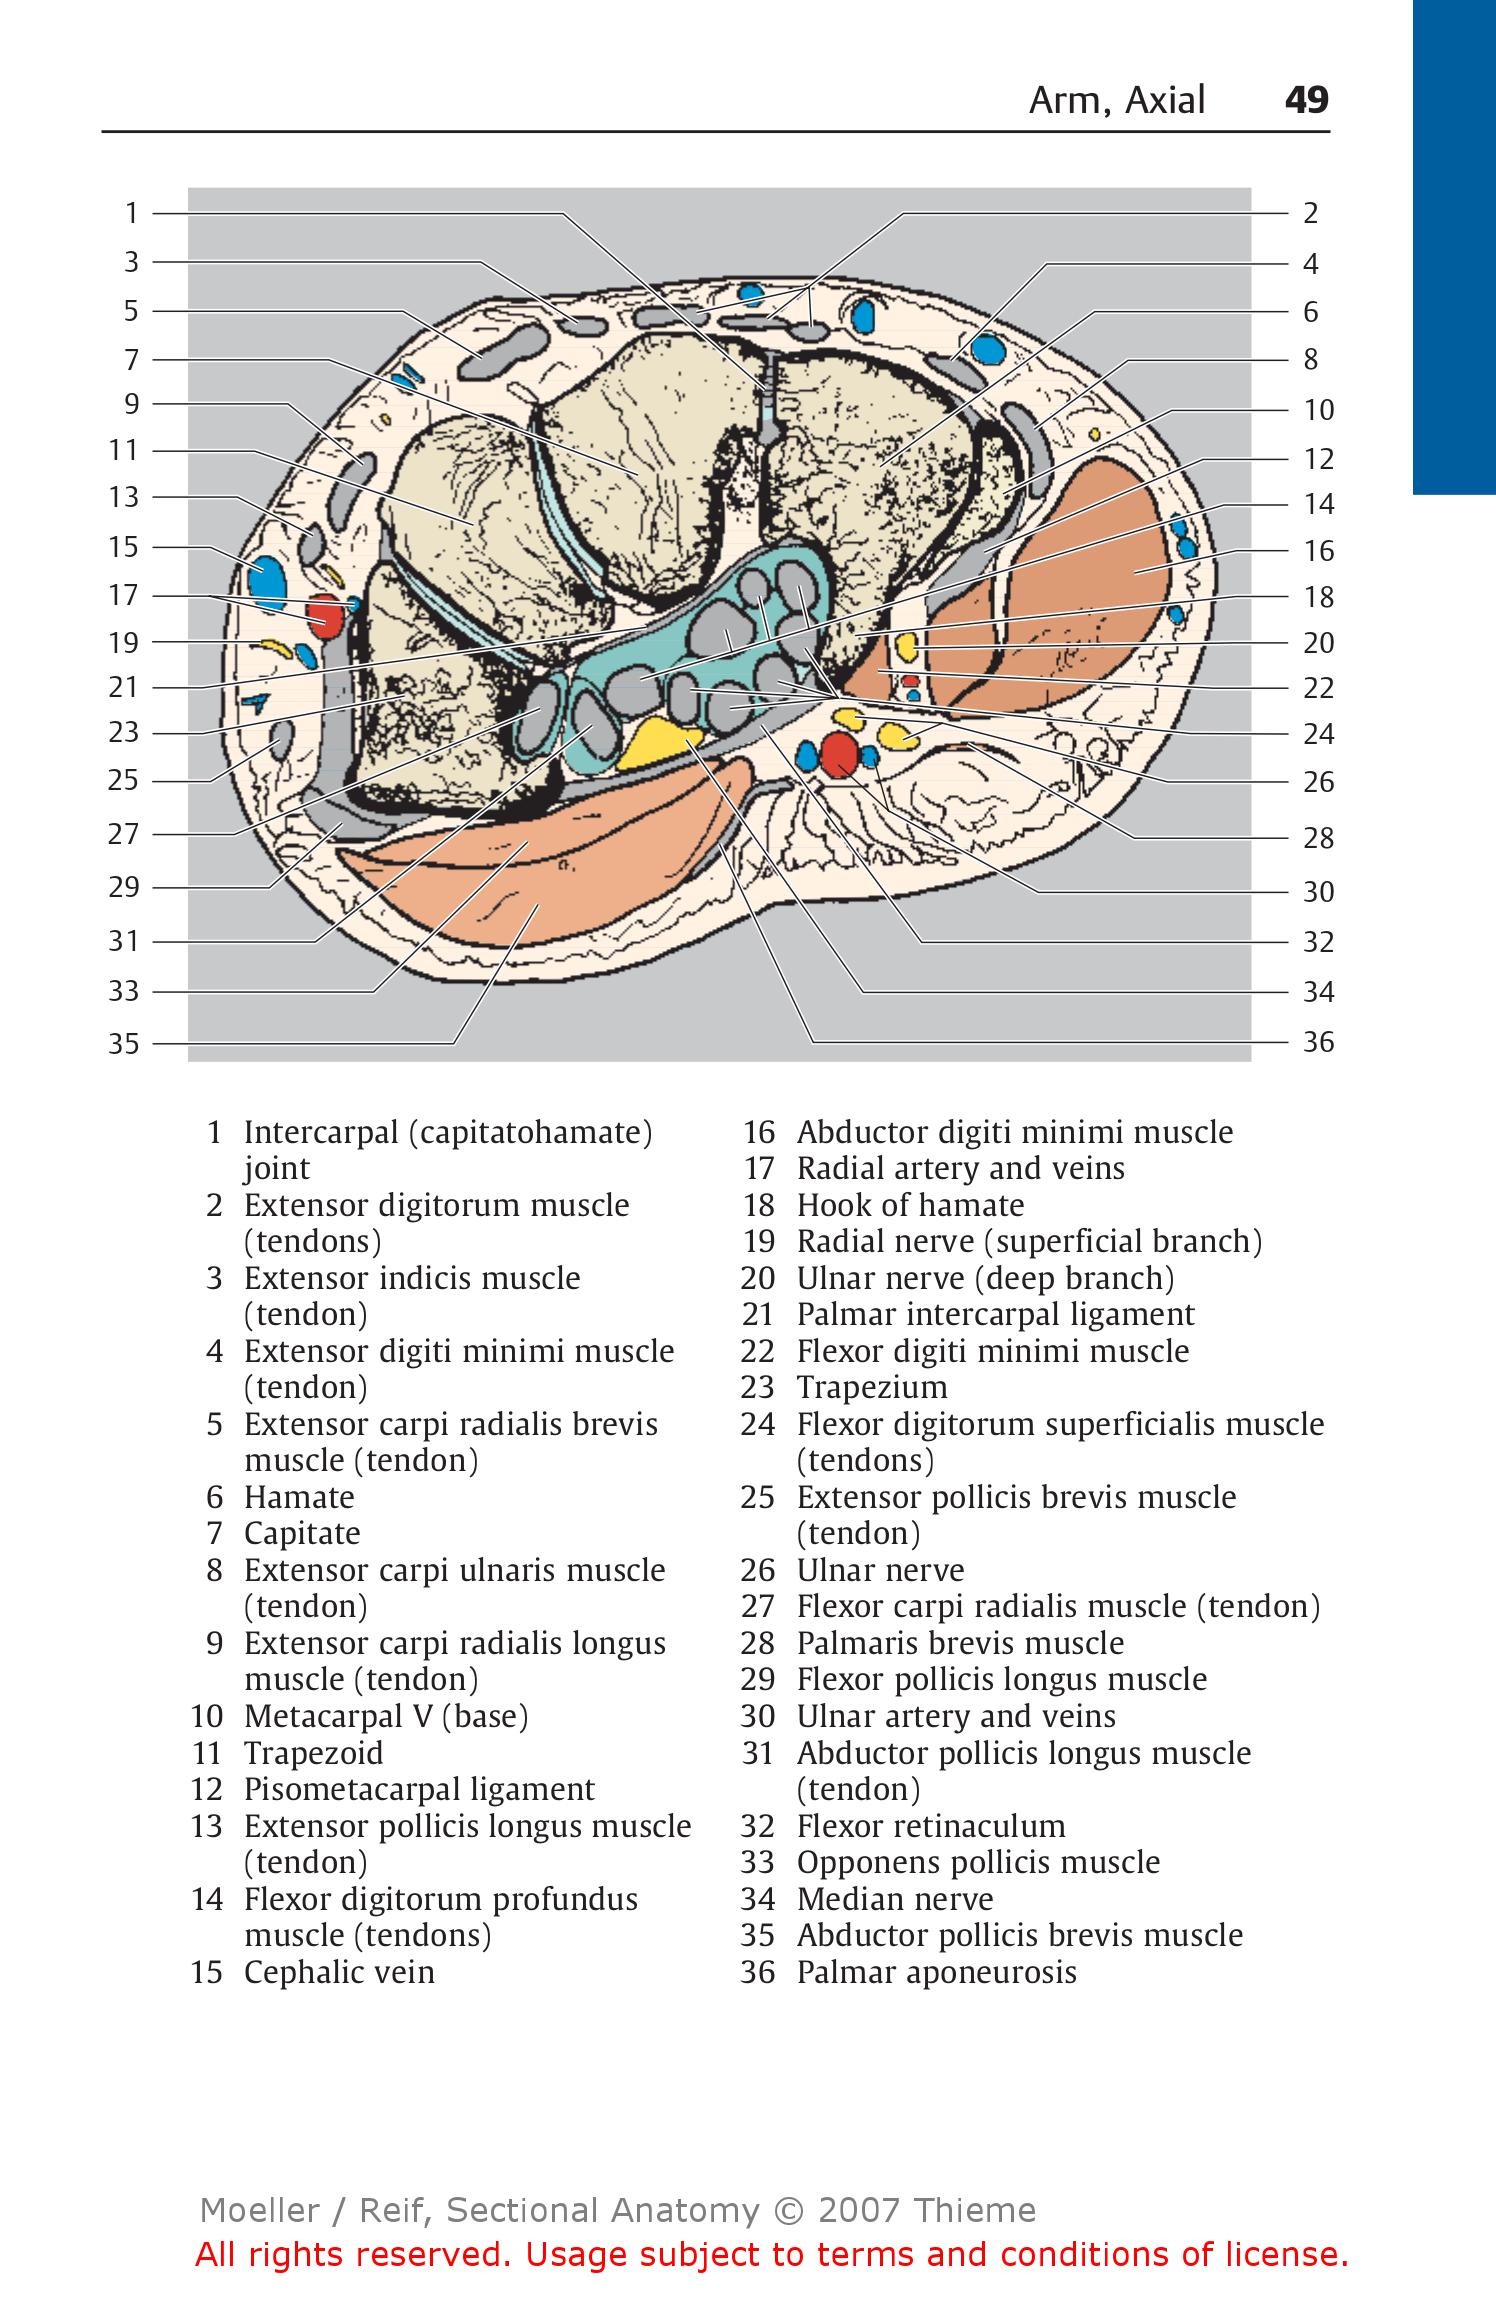 Arm, Axial 49
1
2
3
4
5
6
7
8
9
10
11
12
13
14
15
16
17
18
19
20
21
22
23
24
25
26
27
28
29
30
31
32
33
34
35
36
1 Intercarpal (capitatohamate)
joint
2 Extensor digitorum muscle
(tendons)
3 Extensor indicis muscle
(tendon)
4 Extensor digiti minimi muscle
(tendon)
5 Extensor carpi radialis brevis
muscle (tendon)
6 Hamate
7 Capitate
8 Extensor carpi ulnaris muscle
(tendon)
9 Extensor carpi radialis longus
muscle (tendon)
10 Metacarpal V (base)
11 Trapezoid
12 Pisometacarpal ligament
13 Extensor pollicis longus muscle
(tendon)
14 Flexor digitorum profundus
muscle (tendons)
15 Cephalic vein
16 Abductor digiti minimi muscle
17 Radial artery and veins
18 Hook of hamate
19 Radial nerve (superficial branch)
20 Ulnar nerve (deep branch)
21 Palmar intercarpal ligament
22 Flexor digiti minimi muscle
23 Trapezium
24 Flexor digitorum superficialis muscle
(tendons)
25 Extensor pollicis brevis muscle
(tendon)
26 Ulnar nerve
27 Flexor carpi radialis muscle (tendon)
28 Palmaris brevis muscle
29 Flexor pollicis longus muscle
30 Ulnar artery and veins
31 Abductor pollicis longus muscle
(tendon)
32 Flexor retinaculum
33 Opponens pollicis muscle
34 Median nerve
35 Abductor pollicis brevis muscle
36 Palmar aponeurosis
Moeller / Reif, Sectional Anatomy © 2007 Thieme
All rights reserved. Usage subject to terms and conditions of license.